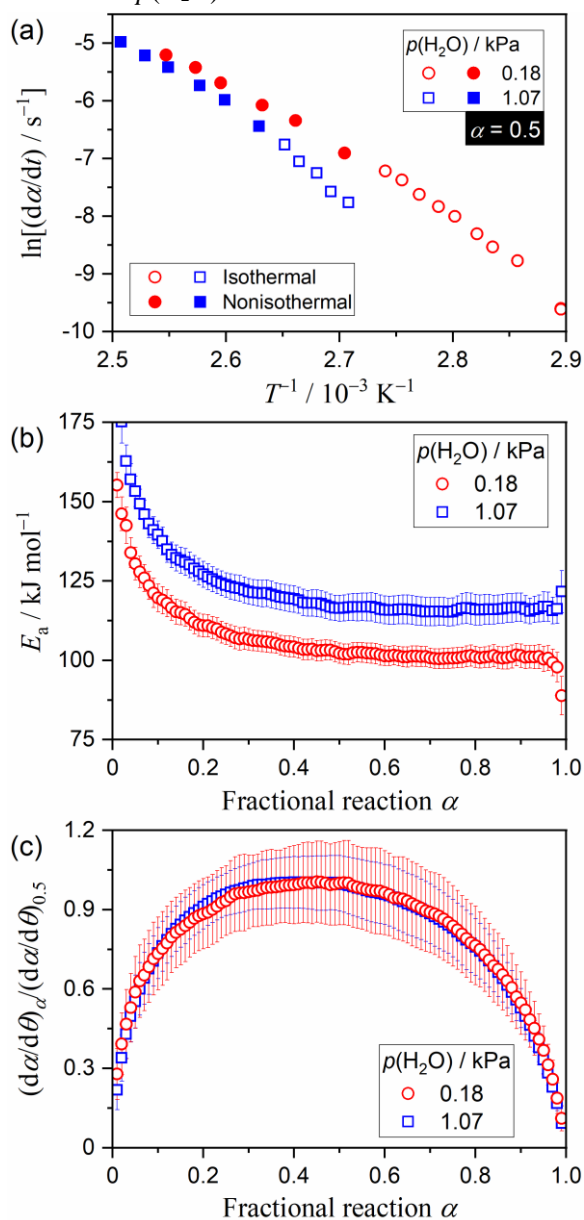 (a)
p(H₂O) / kPa
0.18
1.07
α = 0.5
Isothermal
Nonisothermal
ln[(dα/dt) / s⁻¹]
-5
-6
-7
-8
-9
-10
2.5 2.6 2.7 2.8 2.9
T⁻¹ / 10⁻³ K⁻¹
(b)
p(H₂O) / kPa
0.18
1.07
Eₐ / kJ mol⁻¹
175
150
125
100
75
0 0.2 0.4 0.6 0.8 1.0
Fractional reaction α
(c)
(dα/dθ)α/(dα/dθ)₀.₅
1.2
0.9
0.6
0.3
0
p(H₂O) / kPa
0.18
1.07
0 0.2 0.4 0.6 0.8 1.0
Fractional reaction α